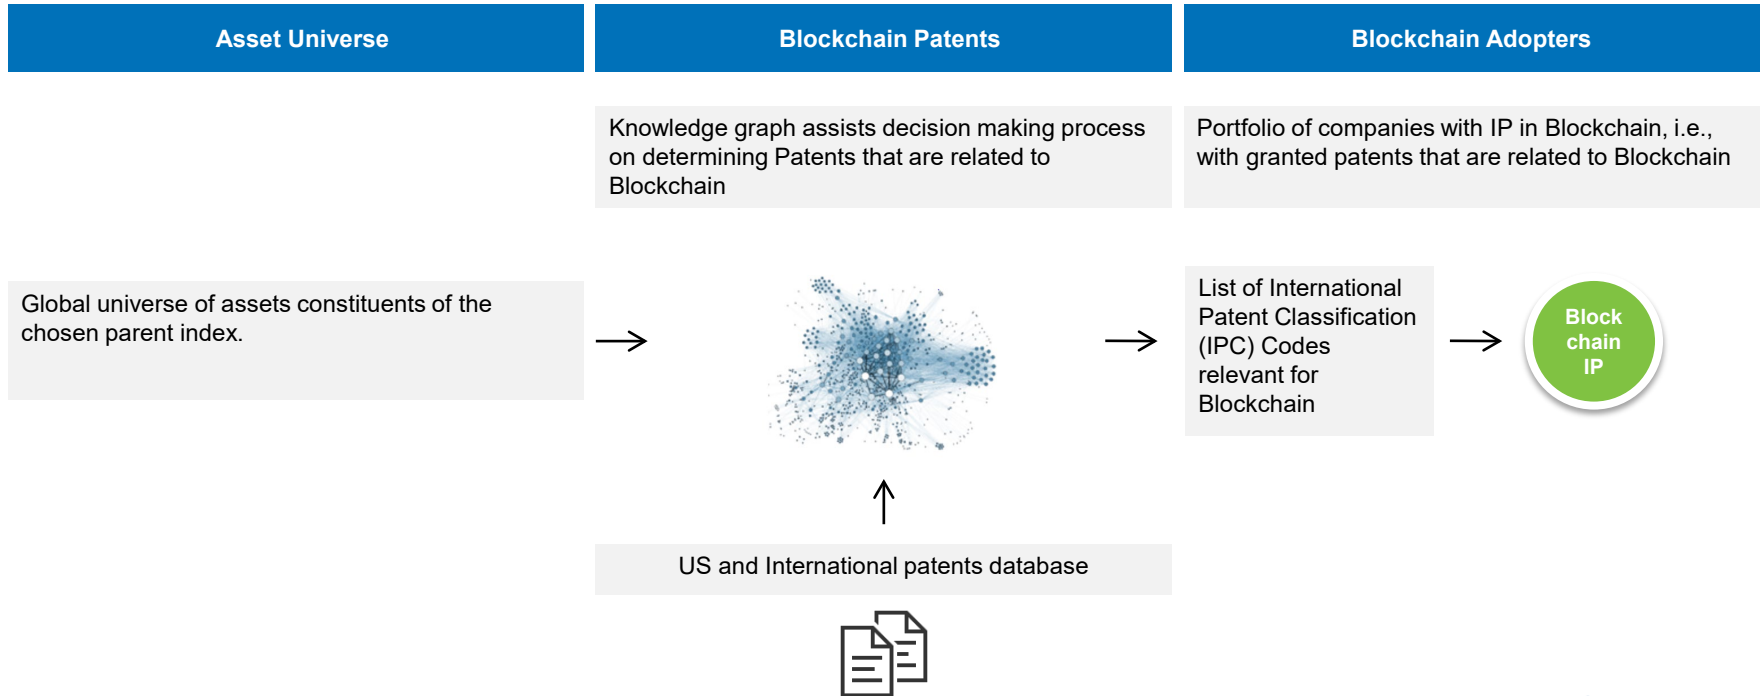 Asset Universe
Blockchain Patents
Blockchain Adopters
Knowledge graph assists decision making process
on determining Patents that are related to
Blockchain
Portfolio of companies with IP in Blockchain, i.e.,
with granted patents that are related to Blockchain
Global universe of assets constituents of the
chosen parent index.
List of International
Patent Classification
(IPC) Codes
relevant for
Blockchain
Block
chain
IP
US and International patents database